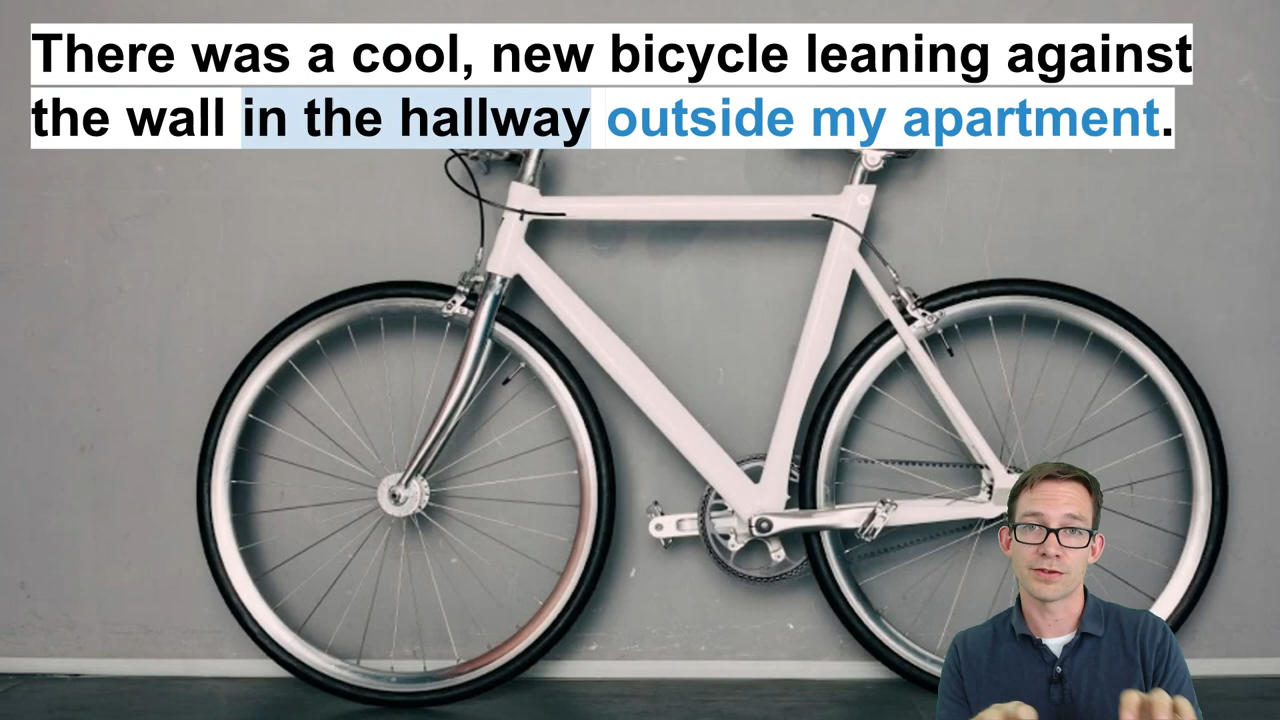 There was a cool, new bicycle leaning against
the wall in the hallway outside my apartment.